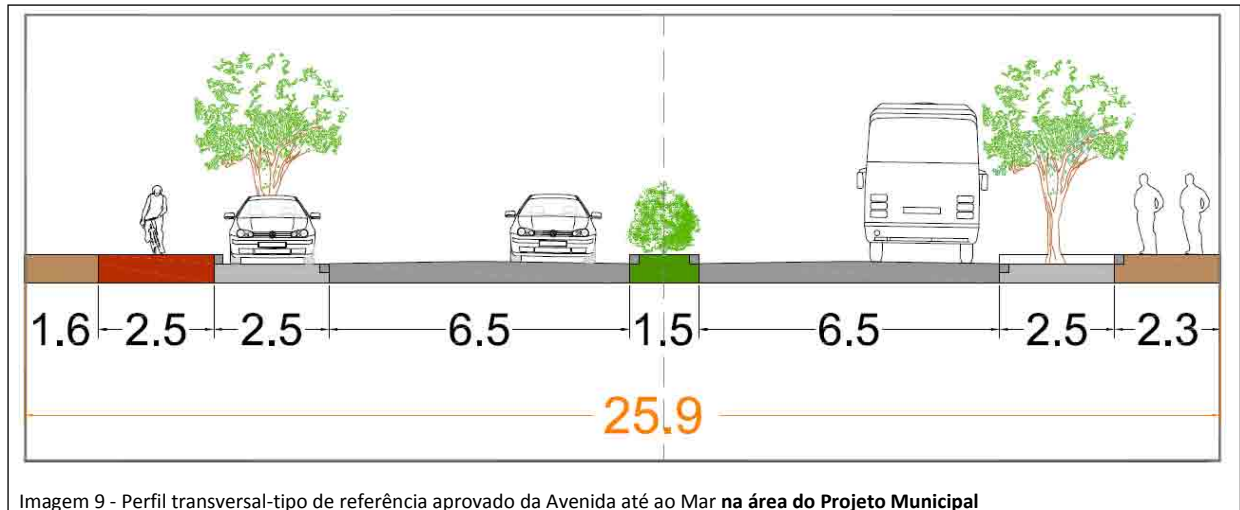 1.6 2.5 2.5 6.5 1.5 6.5 2.5 2.3
25.9
Imagem 9 - Perfil transversal-tipo de referência aprovado da Avenida até ao Mar na área do Projeto Municipal